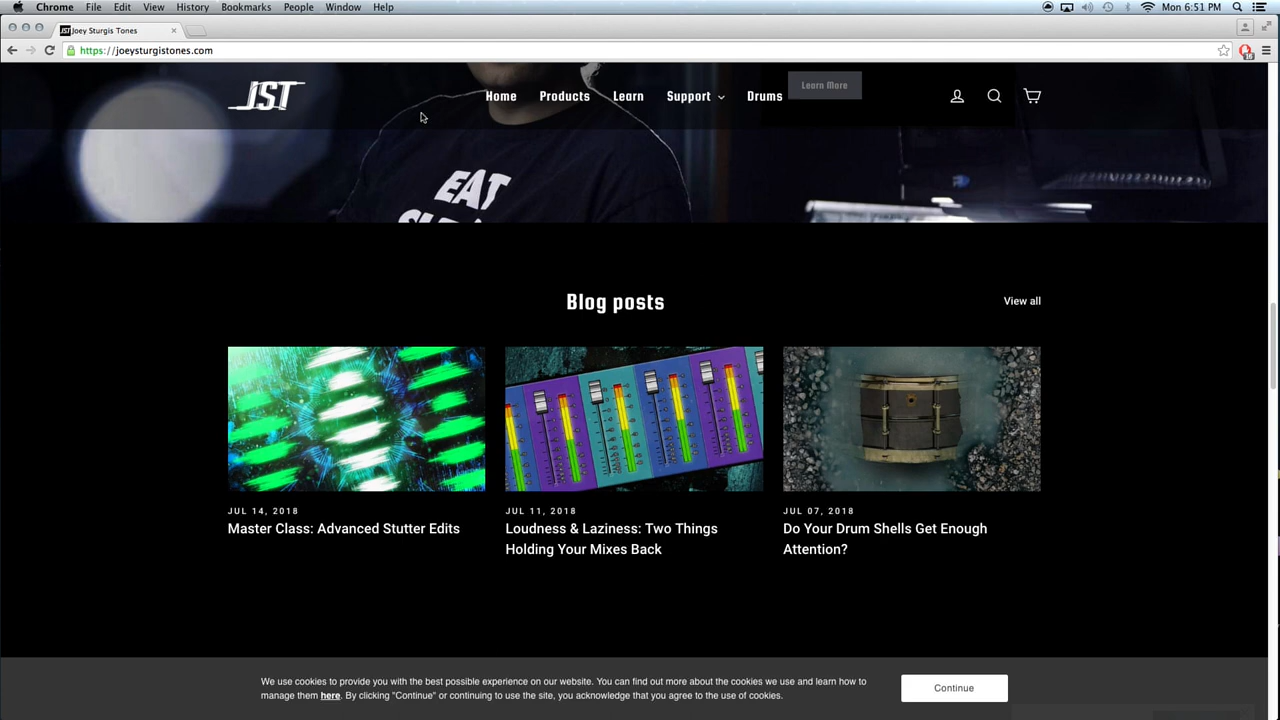 Chrome File Edit View History Bookmarks People Window Help Mon 6:51 PM
JST Joey Sturgis Tones
https://joeysturgistones.com
JST Home Products Learn Support Drums Learn More
EAT
Blog posts
View all
JUL 14, 2018
Master Class: Advanced Stutter Edits
JUL 11, 2018
Loudness & Laziness: Two Things
Holding Your Mixes Back
JUL 07, 2018
Do Your Drum Shells Get Enough
Attention?
We use cookies to provide you with the best possible experience on our website. You can find out more about the cookies we use and learn how to
manage them here. By clicking "Continue" or continuing to use the site, you acknowledge that you agree to the use of cookies.
Continue